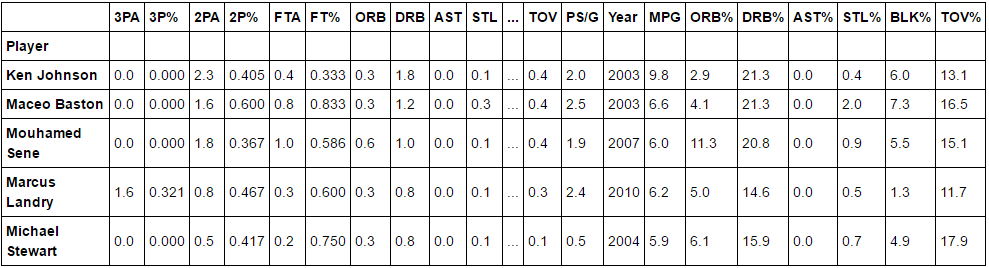 3PA 3P% 2PA 2P% FTA FT% ORB DRB AST STL ... TOV PS/G Year MPG ORB% DRB% AST% STL% BLK% TOV%
Player
Ken Johnson 0.0 0.000 2.3 0.405 0.4 0.333 0.3 1.8 0.0 0.1 ... 0.4 2.0 2003 9.8 2.9 21.3 0.0 0.4 6.0 13.1
Maceo Baston 0.0 0.000 1.6 0.600 0.8 0.833 0.3 1.2 0.0 0.3 ... 0.4 2.5 2003 6.6 4.1 21.3 0.0 2.0 7.3 16.5
Mouhamed
Sene 0.0 0.000 1.8 0.367 1.0 0.586 0.6 1.0 0.0 0.1 ... 0.4 1.9 2007 6.0 11.3 20.8 0.0 0.9 5.5 15.1
Marcus
Landry 1.6 0.321 0.8 0.467 0.3 0.600 0.3 0.8 0.0 0.1 ... 0.3 2.4 2010 6.2 5.0 14.6 0.0 0.5 1.3 11.7
Michael
Stewart 0.0 0.000 0.5 0.417 0.2 0.750 0.3 0.8 0.0 0.1 ... 0.1 0.5 2004 5.9 6.1 15.9 0.0 0.7 4.9 17.9